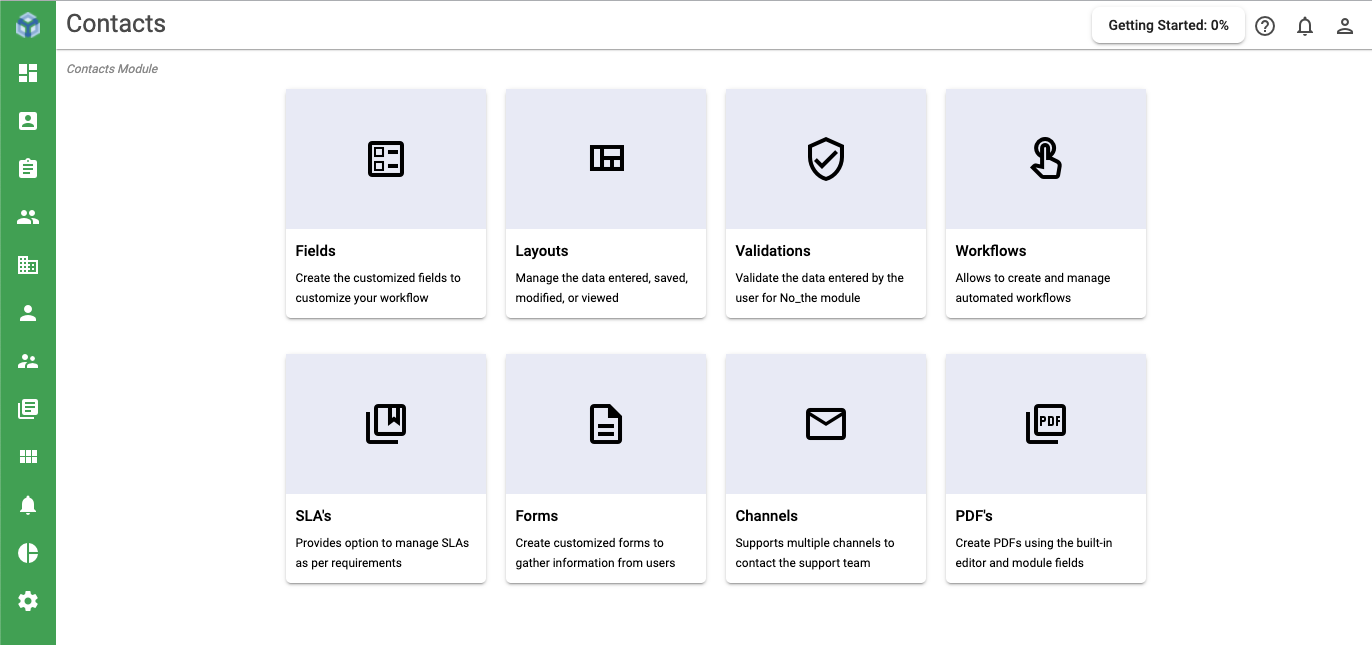 Contacts
Getting Started: 0%
Contacts Module
Fields
Create the customized fields to
customize your workflow
Layouts
Manage the data entered, saved,
modified, or viewed
Validations
Validate the data entered by the
user for No_the module
Workflows
Allows to create and manage
automated workflows
SLA's
Provides option to manage SLAs
as per requirements
Forms
Create customized forms to
gather information from users
Channels
Supports multiple channels to
contact the support team
PDF
PDF's
Create PDFs using the built-in
editor and module fields